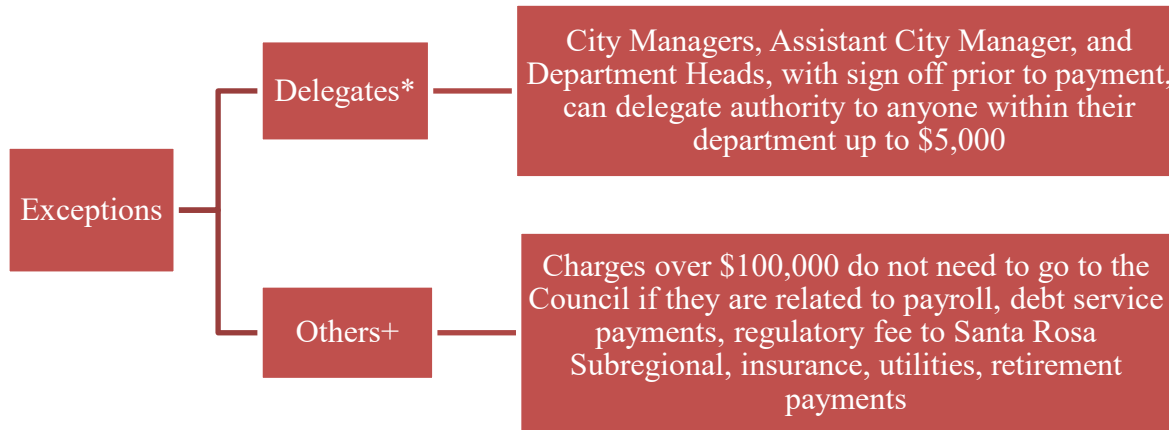 Exceptions
Delegates*
City Managers, Assistant City Manager, and
Department Heads, with sign off prior to payment,
can delegate authority to anyone within their
department up to $5,000
Others+
Charges over $100,000 do not need to go to the
Council if they are related to payroll, debt service
payments, regulatory fee to Santa Rosa
Subregional, insurance, utilities, retirement
payments